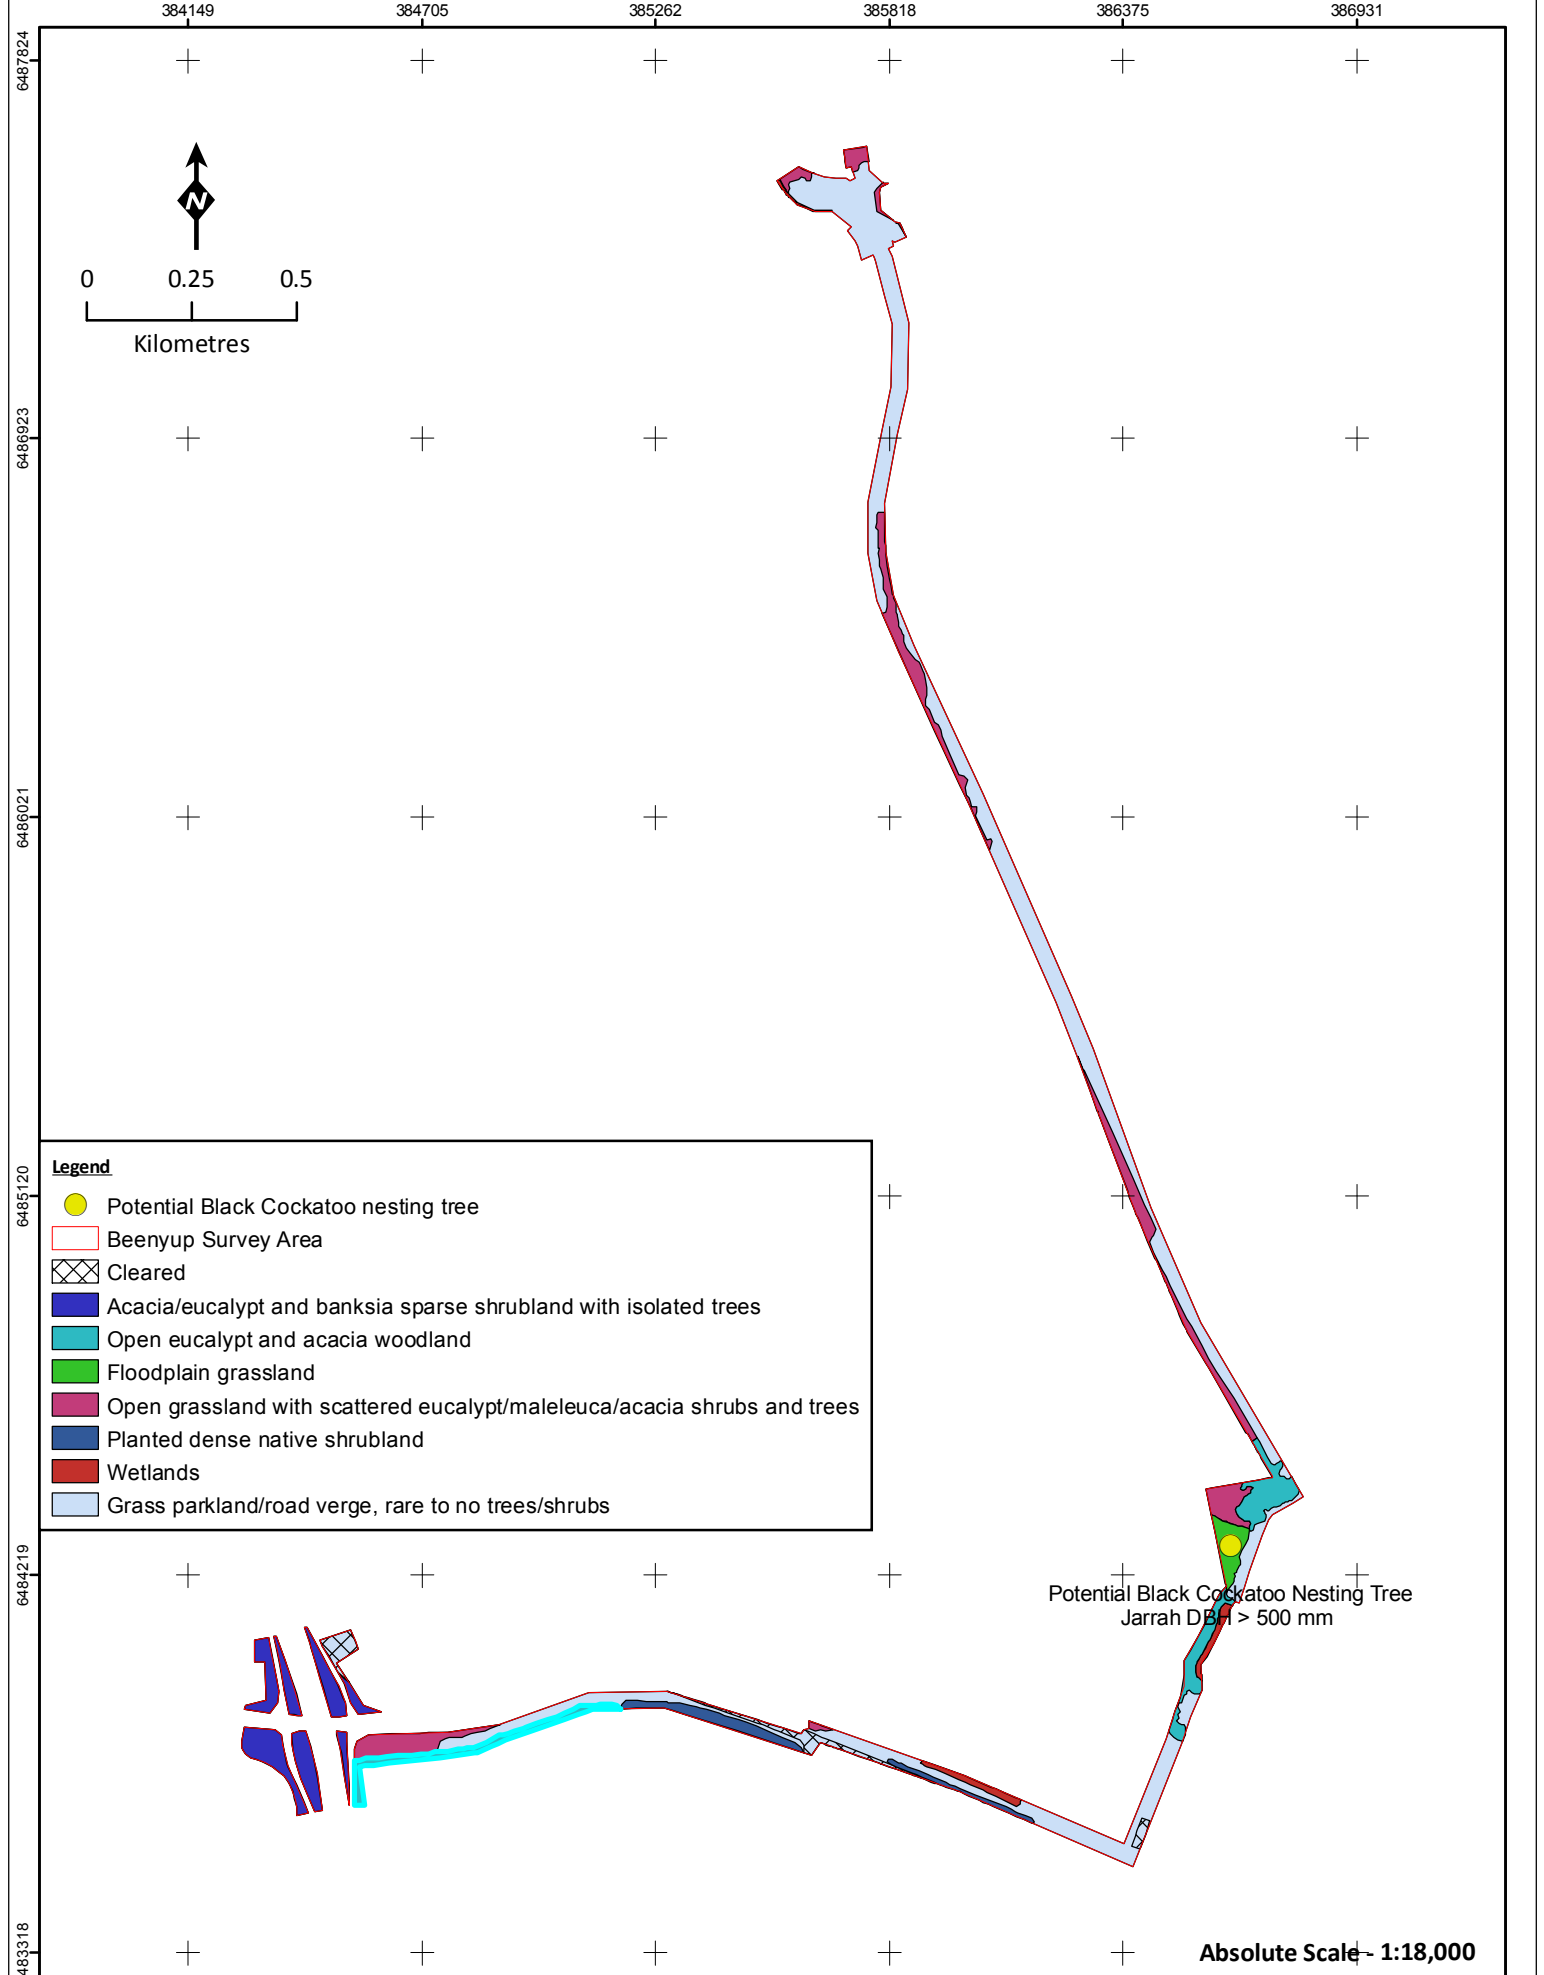 384149 384705 385262 385818 386375 386931
6487824
N
0 0.25 0.5
Kilometres
6486923
6486021
6485120
Legend
Potential Black Cockatoo nesting tree
Beenyup Survey Area
Cleared
Acacia/eucalypt and banksia sparse shrubland with isolated trees
Open eucalypt and acacia woodland
Floodplain grassland
Open grassland with scattered eucalypt/maleleuca/acacia shrubs and trees
Planted dense native shrubland
Wetlands
Grass parkland/road verge, rare to no trees/shrubs
6484219
Potential Black Cockatoo Nesting Tree
Jarrah DBH > 500 mm
483318
Absolute Scale - 1:18,000